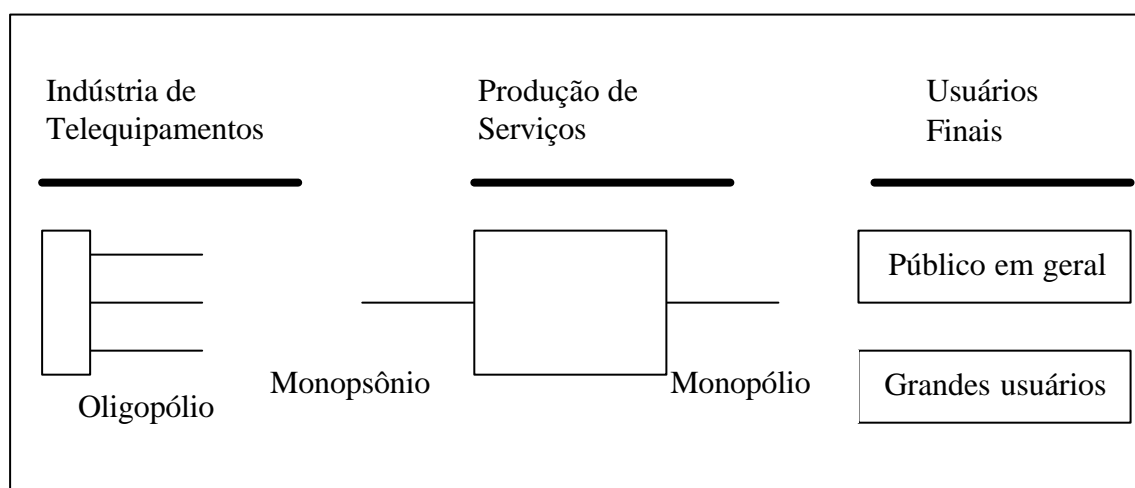 Indústria de
Telequipamentos
Produção de
Serviços
Usuários
Finais
Público em geral
Monopsônio
Monopólio
Grandes usuários
Oligopólio